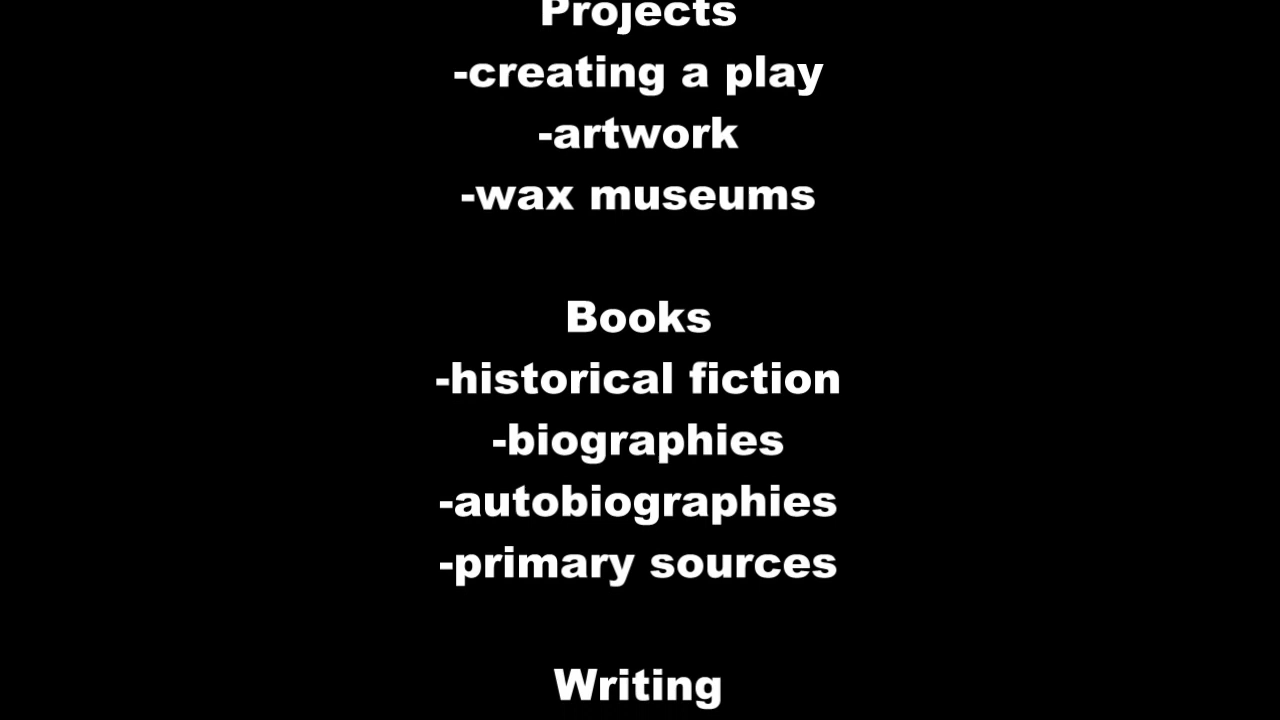 Projects
-creating a play
-artwork
-wax museums
Books
-historical fiction
-biographies
-autobiographies
-primary sources
Writing